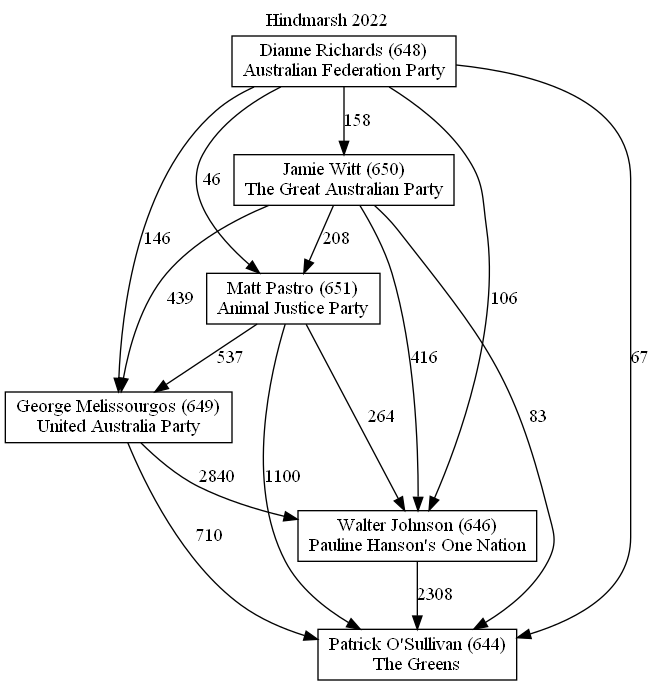 Hindmarsh 2022
Dianne Richards (648)
Australian Federation Party
158
Jamie Witt (650)
The Great Australian Party
46
146
208
439
106
Matt Pastro (651)
Animal Justice Party
537
416
67
George Melissourgos (649)
United Australia Party
264
83
2840
1100
710
Walter Johnson (646)
Pauline Hanson's One Nation
2308
Patrick O'Sullivan (644)
The Greens